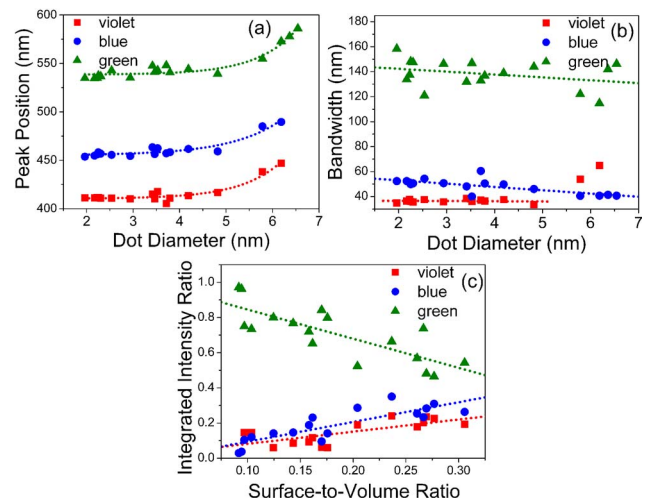 (a)
violet
blue
green
600
550
500
450
400
Peak Position (nm)
2 3 4 5 6 7
Dot Diameter (nm)
(b)
violet
blue
green
180
160
140
120
100
80
60
40
Bandwidth (nm)
2 3 4 5 6 7
Dot Diameter (nm)
(c)
violet
blue
green
1.0
0.8
0.6
0.4
0.2
0.0
Integrated Intensity Ratio
0.10 0.15 0.20 0.25 0.30
Surface-to-Volume Ratio